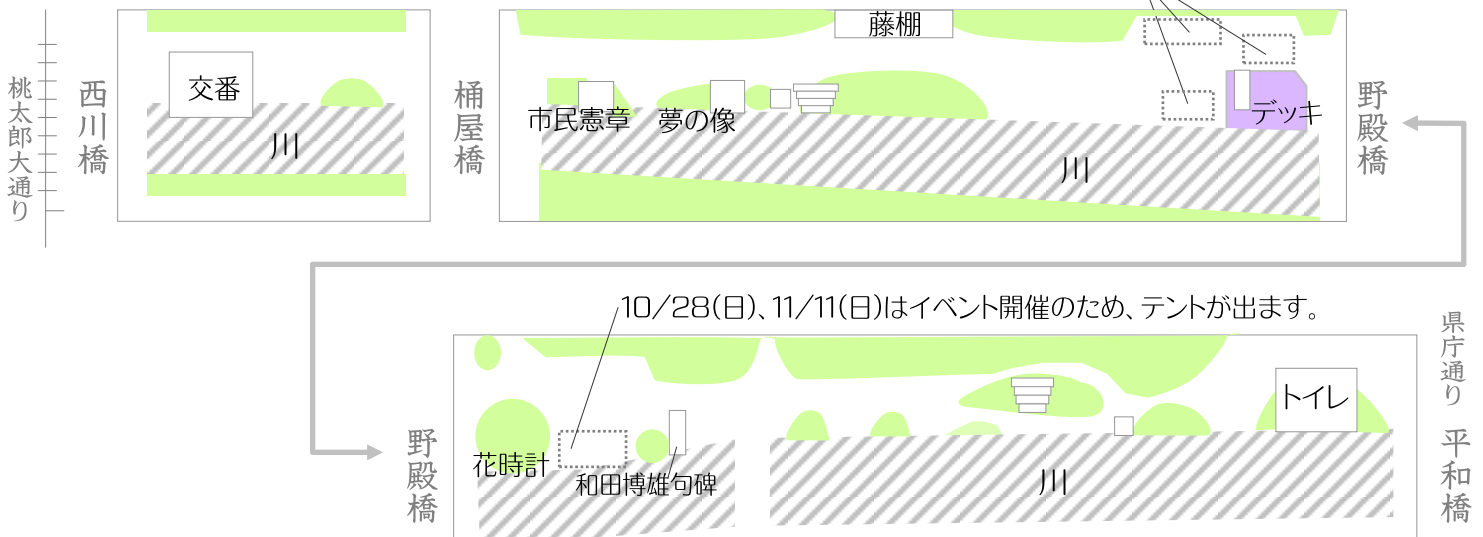 桃太郎大通り
西川橋
交番
川
桶屋橋
藤棚
市民憲章
夢の像
デッキ
川
野殿橋
10/28(日)、11/11(日)はイベント開催のため、テントが出ます。
野殿橋
花時計
和田博雄句碑
川
トイレ
県庁通り
平和橋